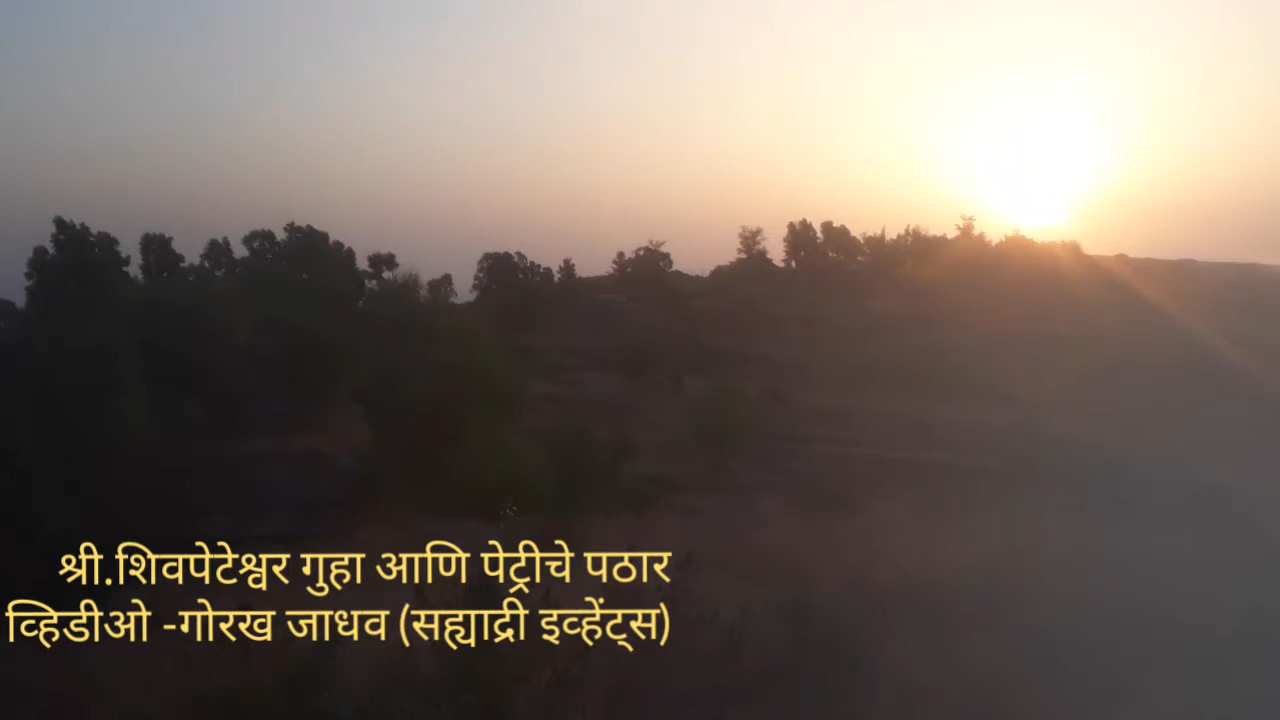 श्री.शिवपेटेश्वर गुहा आणि पेट्रीचे पठार
व्हिडीओ -गोरख जाधव (सह्याद्री इव्हेंट्स)